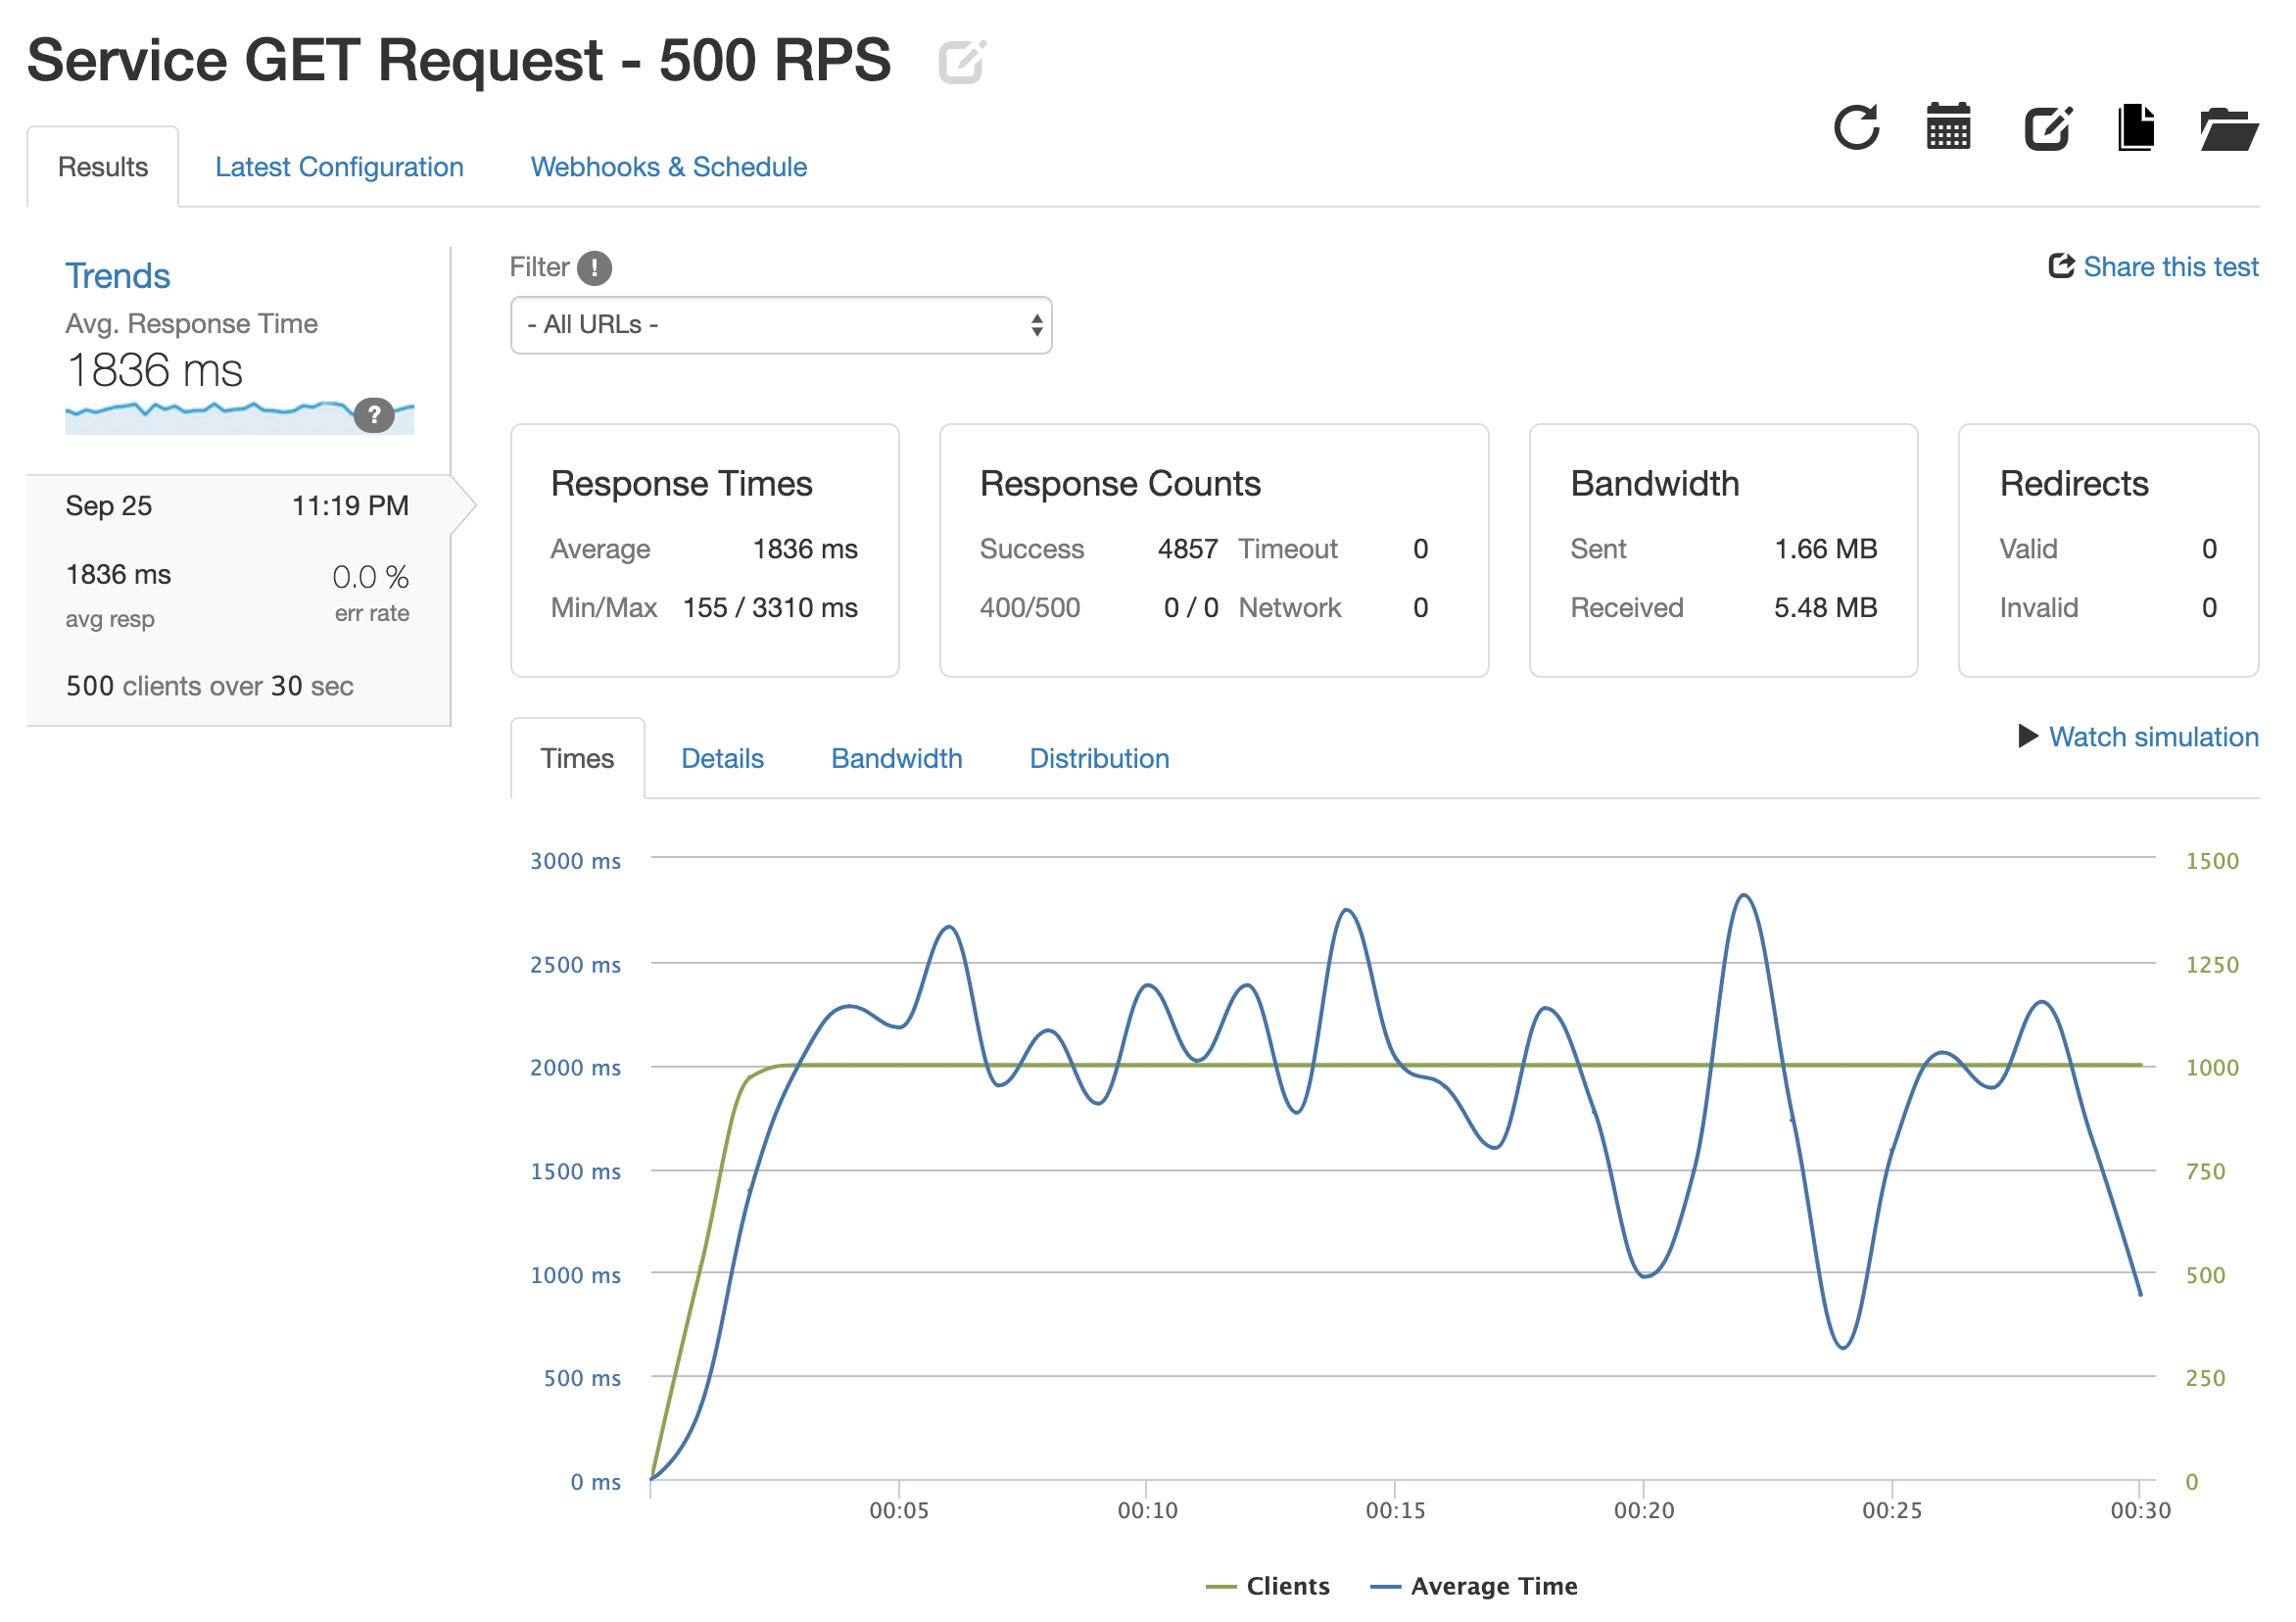 Service GET Request - 500 RPS
Results Latest Configuration Webhooks & Schedule
Trends
Avg. Response Time
1836 ms
?
Sep 25 11:19 PM
1836 ms 0.0 %
avg resp err rate
500 clients over 30 sec
Filter !
- All URLs -
Share this test
Response Times
Average 1836 ms
Min/Max 155 / 3310 ms
Response Counts
Success 4857 Timeout 0
400/500 0 / 0 Network 0
Bandwidth
Sent 1.66 MB
Received 5.48 MB
Redirects
Valid 0
Invalid 0
Times Details Bandwidth Distribution
Watch simulation
3000 ms 1500
2500 ms 1250
2000 ms 1000
1500 ms 750
1000 ms 500
500 ms 250
0 ms 0
00:05 00:10 00:15 00:20 00:25 00:30
Clients Average Time